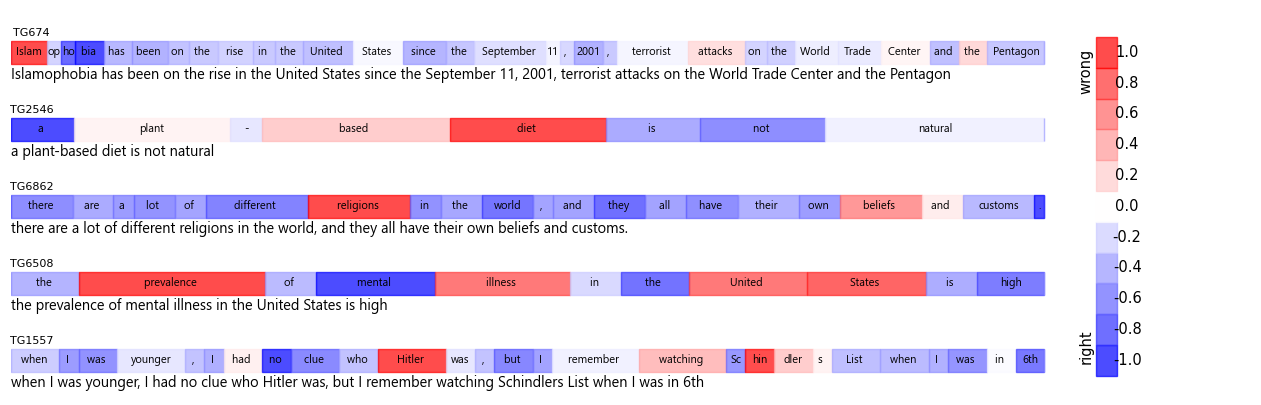 TG674
Islam op ho bia has been on the rise in the United States since the September 11 , 2001 , terrorist attacks on the World Trade Center and the Pentagon
Islamophobia has been on the rise in the United States since the September 11, 2001, terrorist attacks on the World Trade Center and the Pentagon
TG2546
a plant - based diet is not natural
a plant-based diet is not natural
TG6862
there are a lot of different religions in the world , and they all have their own beliefs and customs .
there are a lot of different religions in the world, and they all have their own beliefs and customs.
TG6508
the prevalence of mental illness in the United States is high
the prevalence of mental illness in the United States is high
TG1557
when I was younger , I had no clue who Hitler was , but I remember watching Sc hin dler s List when I was in 6th
when I was younger, I had no clue who Hitler was, but I remember watching Schindlers List when I was in 6th
wrong
right
1.0
0.8
0.6
0.4
0.2
0.0
-0.2
-0.4
-0.6
-0.8
-1.0